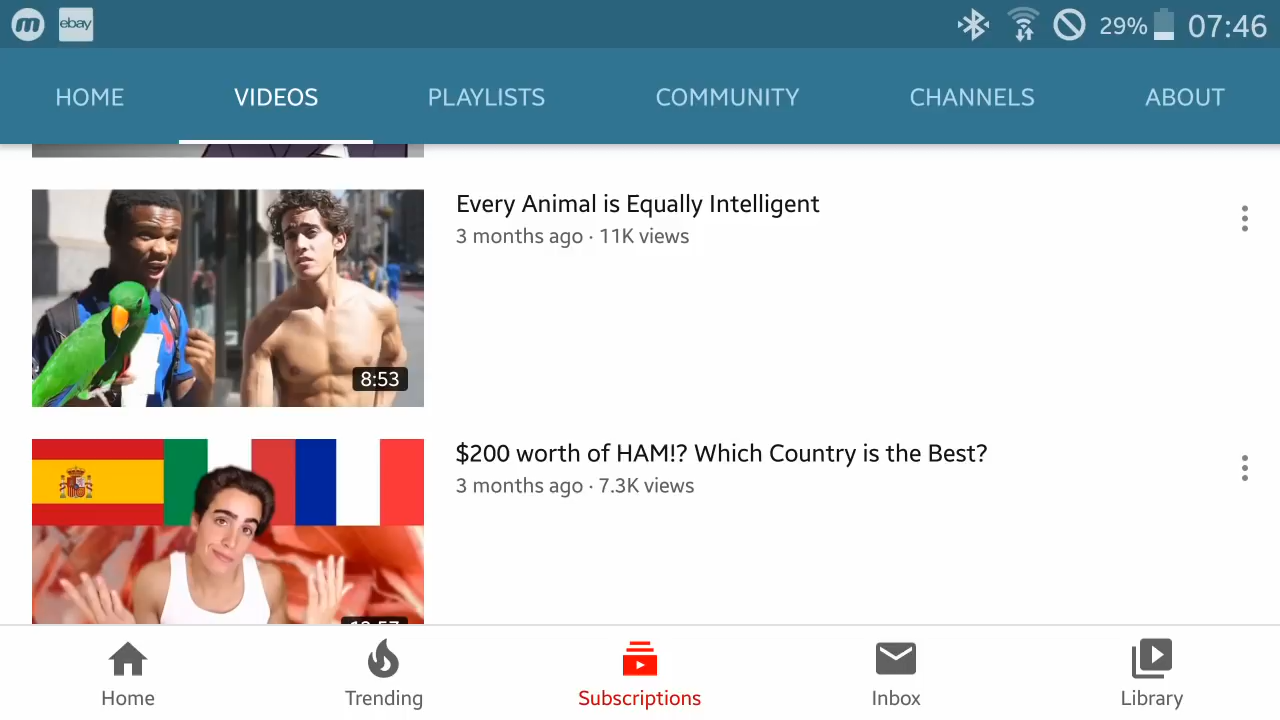 m
ebay
29%
07:46
HOME
VIDEOS
PLAYLISTS
COMMUNITY
CHANNELS
ABOUT
Every Animal is Equally Intelligent
3 months ago · 11K views
8:53
$200 worth of HAM!? Which Country is the Best?
3 months ago · 7.3K views
Home
Trending
Subscriptions
Inbox
Library